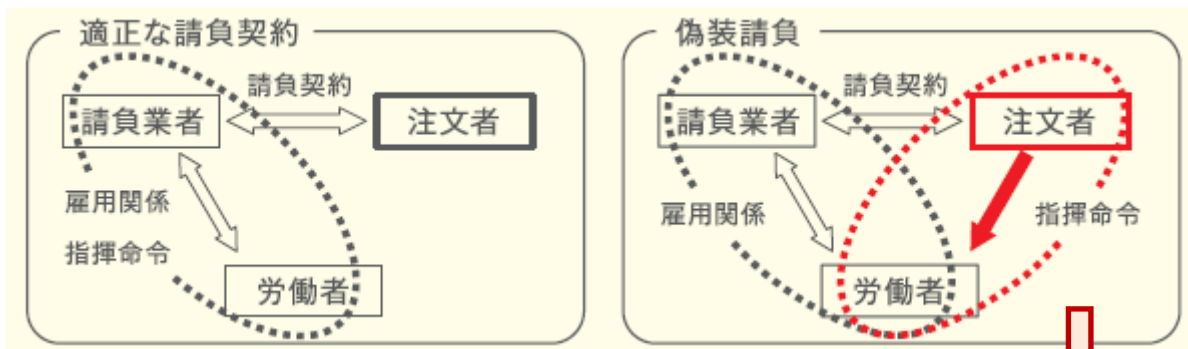 適正な請負契約
請負契約
請負業者
注文者
雇用関係
指揮命令
労働者
偽装請負
請負契約
請負業者
注文者
雇用関係
指揮命令
労働者